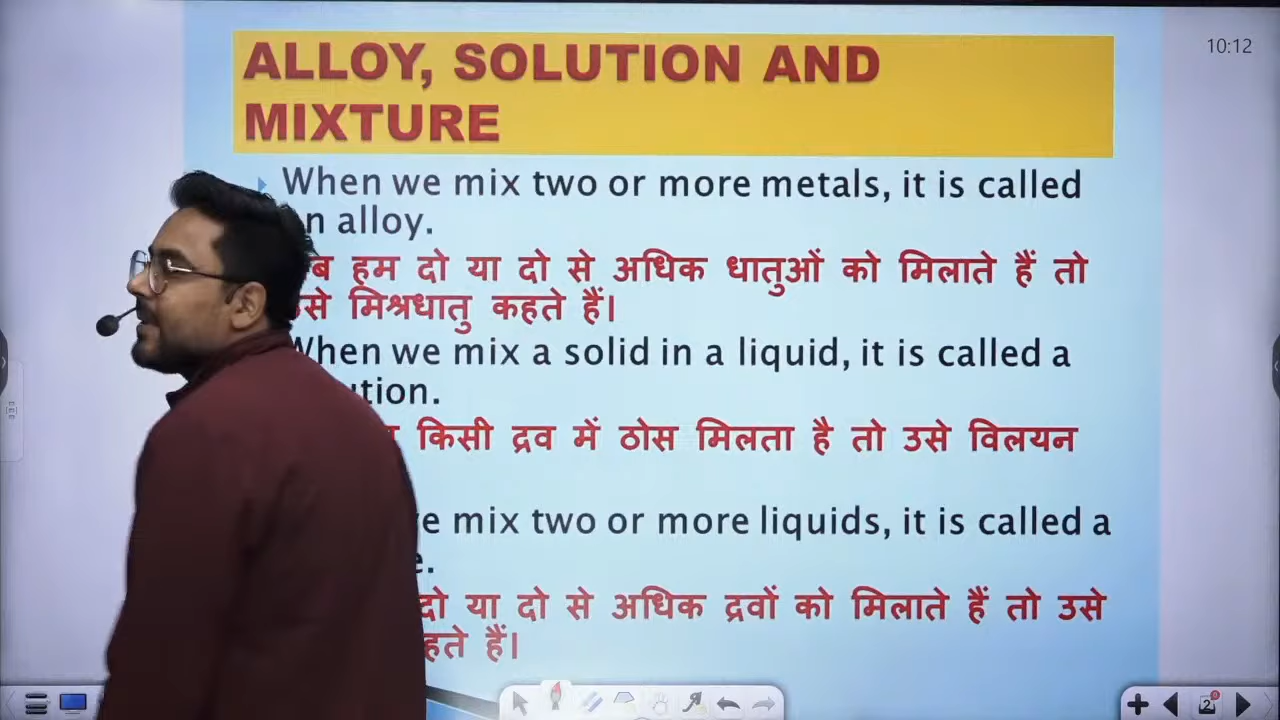 ALLOY, SOLUTION AND
MIXTURE
10:12
When we mix two or more metals, it is called
alloy.
हम दो या दो से अधिक धातुओं को मिलाते हैं तो
मिश्रधातु कहते हैं।
When we mix a solid in a liquid, it is called a
किसी द्रव में ठोस मिलता है तो उसे विलयन
mix two or more liquids, it is called a
दो या दो से अधिक द्रवों को मिलाते हैं तो उसे
हैं।
2